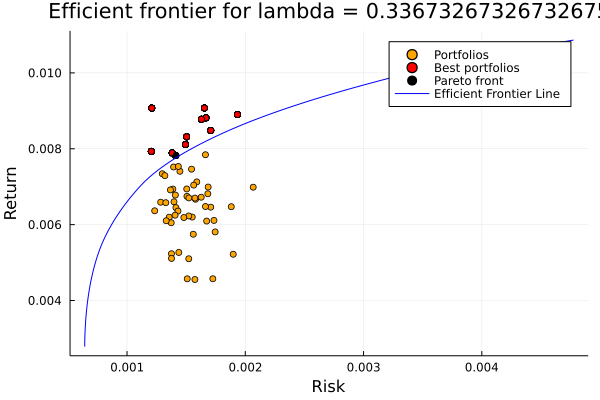 Efficient frontier for lambda = 0.336732673267326
Portfolios
Best portfolios
Pareto front
Efficient Frontier Line
0.010
0.008
0.006
0.004
Return
0.001
0.002
0.003
0.004
Risk